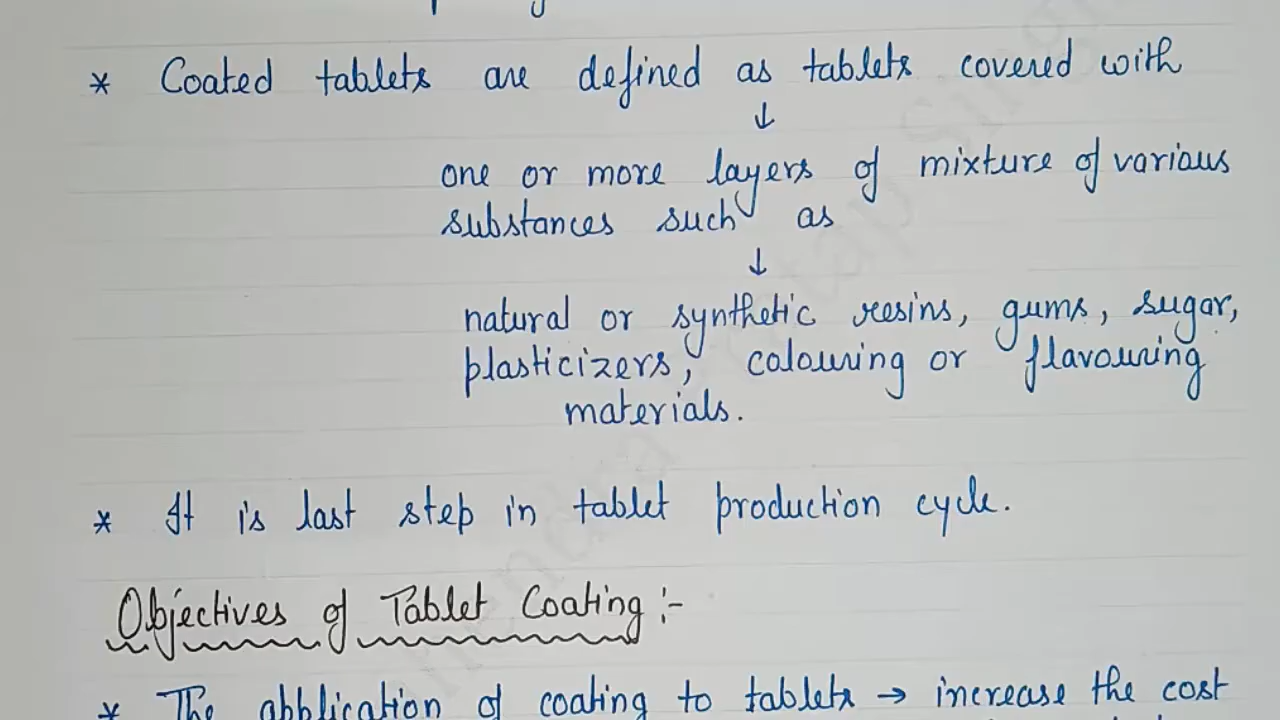 * Coated tablets are defined as tablets covered with
↓
one or more layers of mixture of various
substances such as
↓
natural or synthetic resins, gums, sugar,
plasticizers, colouring or flavouring
materials.
* It is last step in tablet production cycle.
Objectives of Tablet Coating :-
* The application of coating to tablets → increase the cost